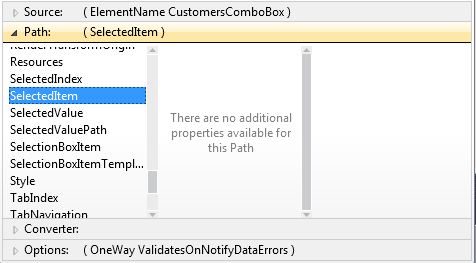 Source: ( ElementName CustomersComboBox )
Path: ( SelectedItem )
RenderTransformOrigin
Resources
SelectedIndex
SelectedItem
SelectedValue
SelectedValuePath
SelectionBoxItem
SelectionBoxItemTempl...
Style
TabIndex
TabNavigation
There are no additional
properties available for
this Path
Converter:
Options: ( OneWay ValidatesOnNotifyDataErrors )